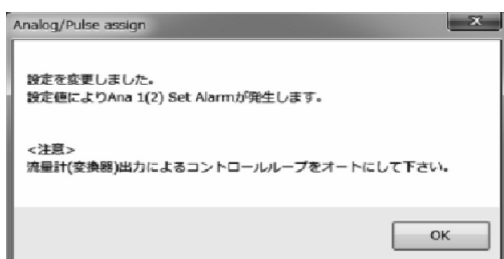 Analog/Pulse assign
設定を変更しました。
設定値によりAna 1(2) Set Alarmが発生します。
<注意>
流量計(変換器)出力によるコントロールループをオートにして下さい。
OK